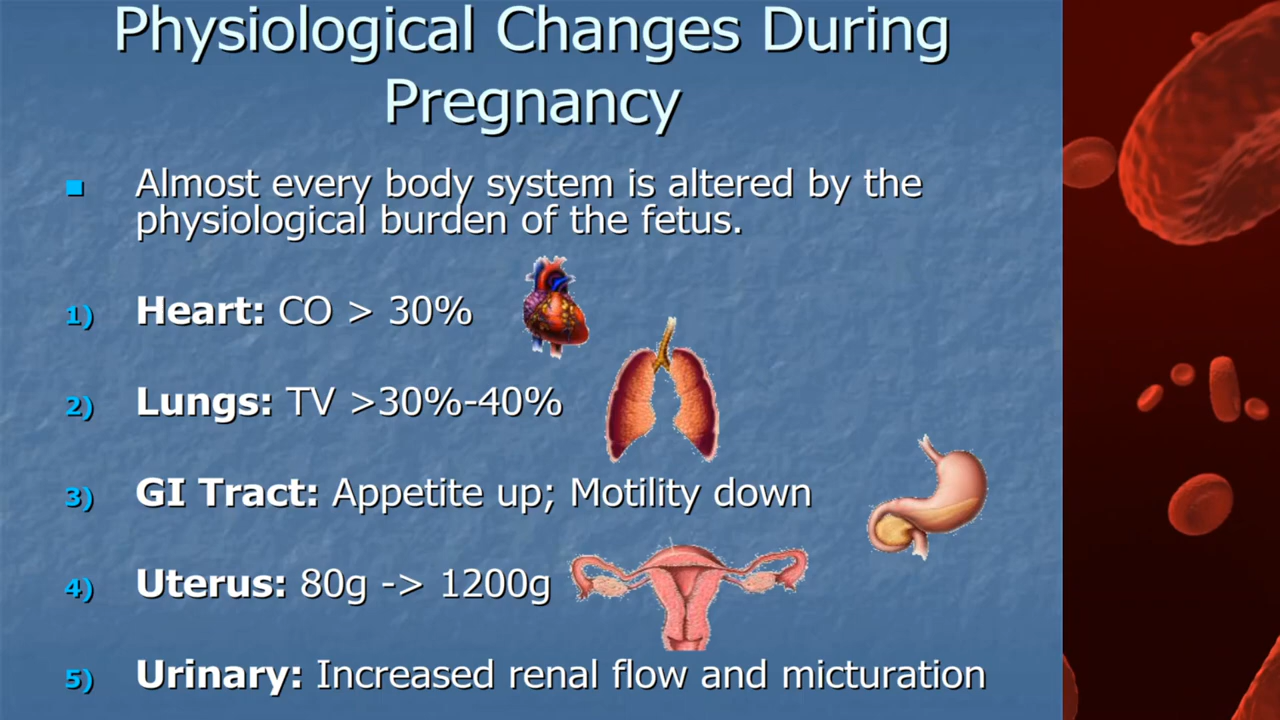 Physiological Changes During
Pregnancy
■ Almost every body system is altered by the
physiological burden of the fetus.
1) Heart: CO > 30%
2) Lungs: TV >30%-40%
3) GI Tract: Appetite up; Motility down
4) Uterus: 80g -> 1200g
5) Urinary: Increased renal flow and micturation